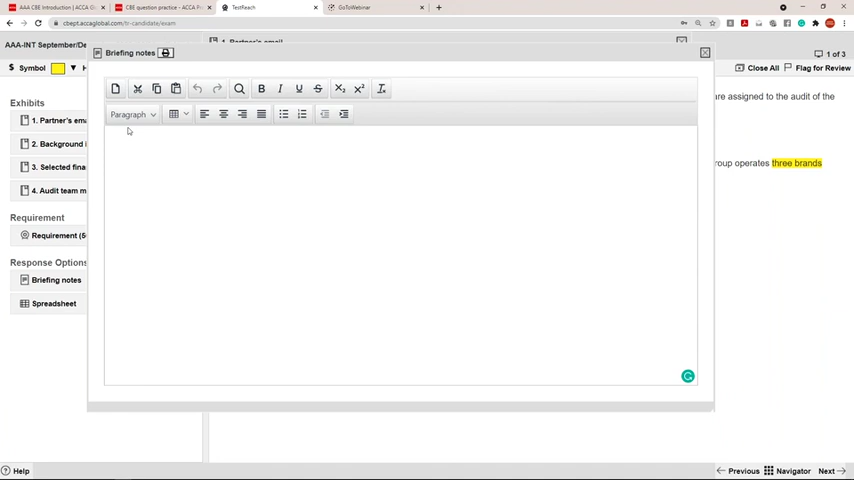 AAA CBE Introduction | ACCA G
CBE question practice - ACCA P
TestReach
GoToWebinar
cbept.accaglobal.com/tr-candidate/exam
AAA-INT September/De
1. Partner's email
1 of 3
Symbol
Close All
Flag for Review
Briefing notes
Paragraph
Exhibits
1. Partner's ema
2. Background i
3. Selected fina
4. Audit team m
Requirement
Requirement (5
Response Options
Briefing notes
Spreadsheet
are assigned to the audit of the
roup operates three brands
Help
Previous
Navigator
Next